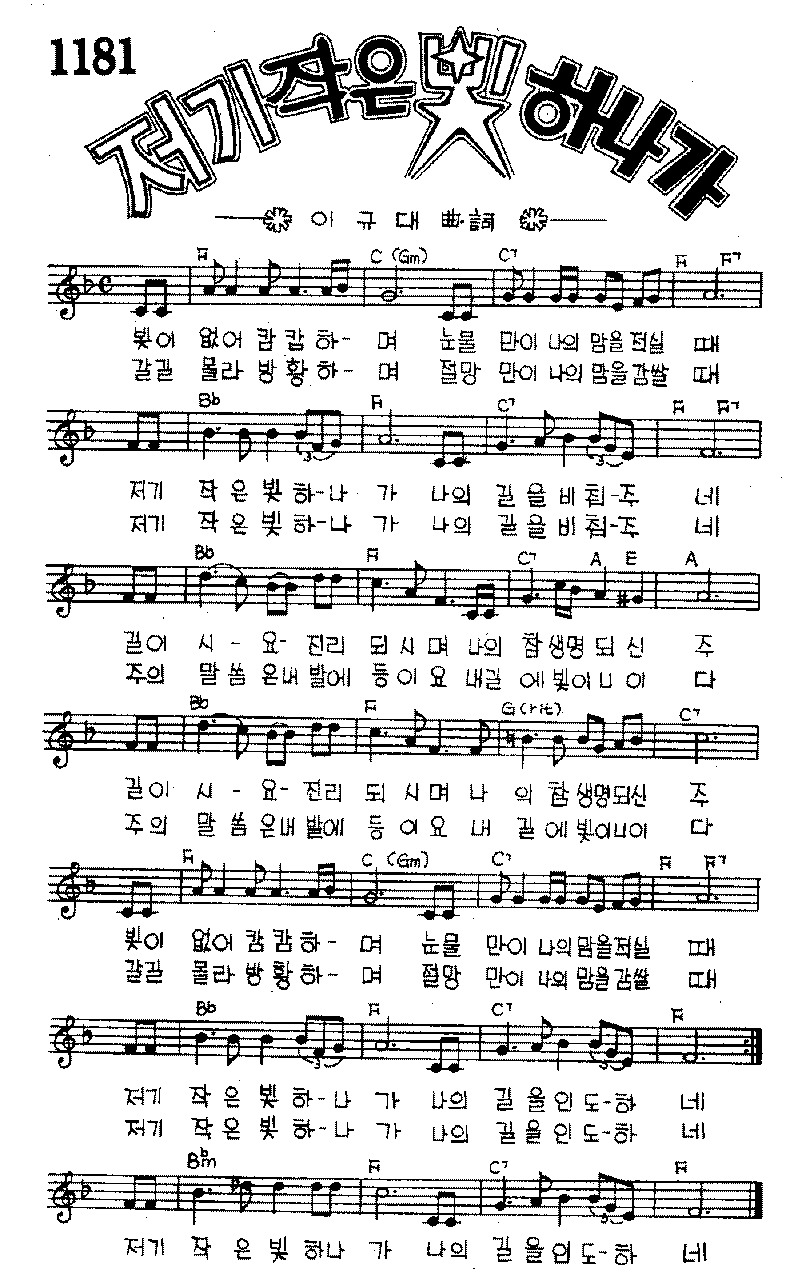 1181
저기 작은 빛 하나가
이 규 대 曲·詞
F C (Gm) C7 F F7
빛이 없어 캄 캄 하- 며 눈물 만이 나의 맘을 적실 때
갈길 몰라 방 황 하- 며 절망 만이 나의 맘을 감쌀 때
Bb F C7 F F7
저기 작 은 빛 하-나 가 나의 길 을 비 춰-주 네
저기 작 은 빛 하-나 가 나의 길 을 비 춰-주 네
Bb F C7 A E A
길이 시 - 요- 진리 되 시 며 나의 참 생명 되 신 주
주의 말 씀 은 내 발에 등 이 요 내길 에 빛이 니 이 다
Bb F G(rit) C7
길이 시 - 요- 진리 되 시 며 나 의 참 생명 되신 주
주의 말 씀 은 내 발에 등 이 요 내 길 에 빛이니이 다
F C (Gm) C7 F F7
빛이 없어 캄 캄 하- 며 눈물 만이 나의 맘을 적실 때
갈길 몰라 방 황 하- 며 절망 만이 나의 맘을 감쌀 때
Bb F C7 F
3 3
저기 작 은 빛 하-나 가 나의 길 을 인 도-하 네
저기 작 은 빛 하-나 가 나의 길 을 인 도-하 네
Bbm F C7 F
저기 작 은 빛 하나 가 나의 길 을 인 도-하 네